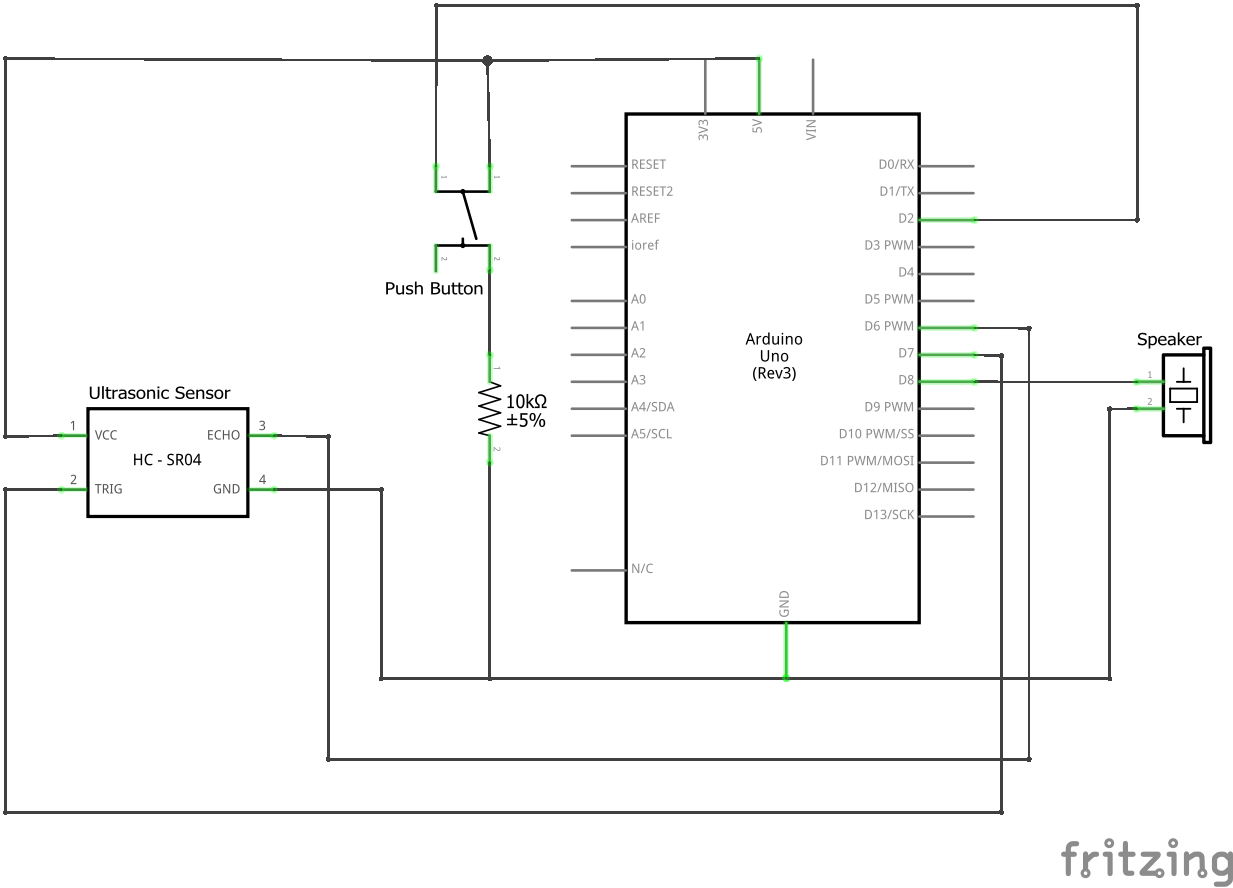 3V3
5V
VIN
RESET
D0/RX
RESET2
D1/TX
AREF
D2
ioref
D3 PWM
D4
A0
D5 PWM
A1
D6 PWM
A2
D7
A3
D8
A4/SDA
D9 PWM
A5/SCL
D10 PWM/SS
D11 PWM/MOSI
D12/MISO
D13/SCK
N/C
GND
Arduino
Uno
(Rev3)
1
1
2
2
Push Button
1
10kΩ
±5%
2
Speaker
1
2
Ultrasonic Sensor
1
VCC
ECHO
3
HC - SR04
2
TRIG
GND
4
fritzing